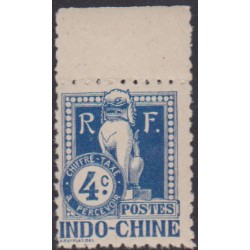 R F.
CHIFFRE-TAXE
4c.
A PERCEVOIR
POSTES
INDO-CHINE